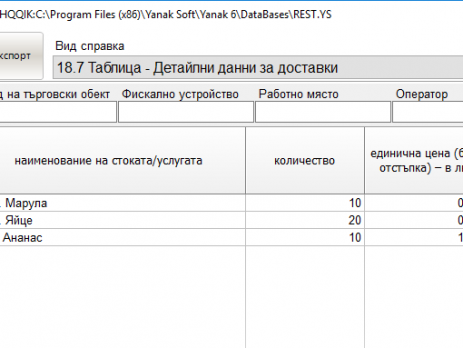 HQQIK:C:\Program Files (x86)\Yanak Soft\Yanak 6\DataBases\REST.YS
Вид справка
кспорт
18.7 Таблица - Детайлни данни за доставки
д на търговски обект Фискално устройство Работно място Оператор
наименование на стоката/услугата количество единична цена (б
отстъпка) – в ли
. Марула 10 0
. Яйце 20 0
Ананас 10 1